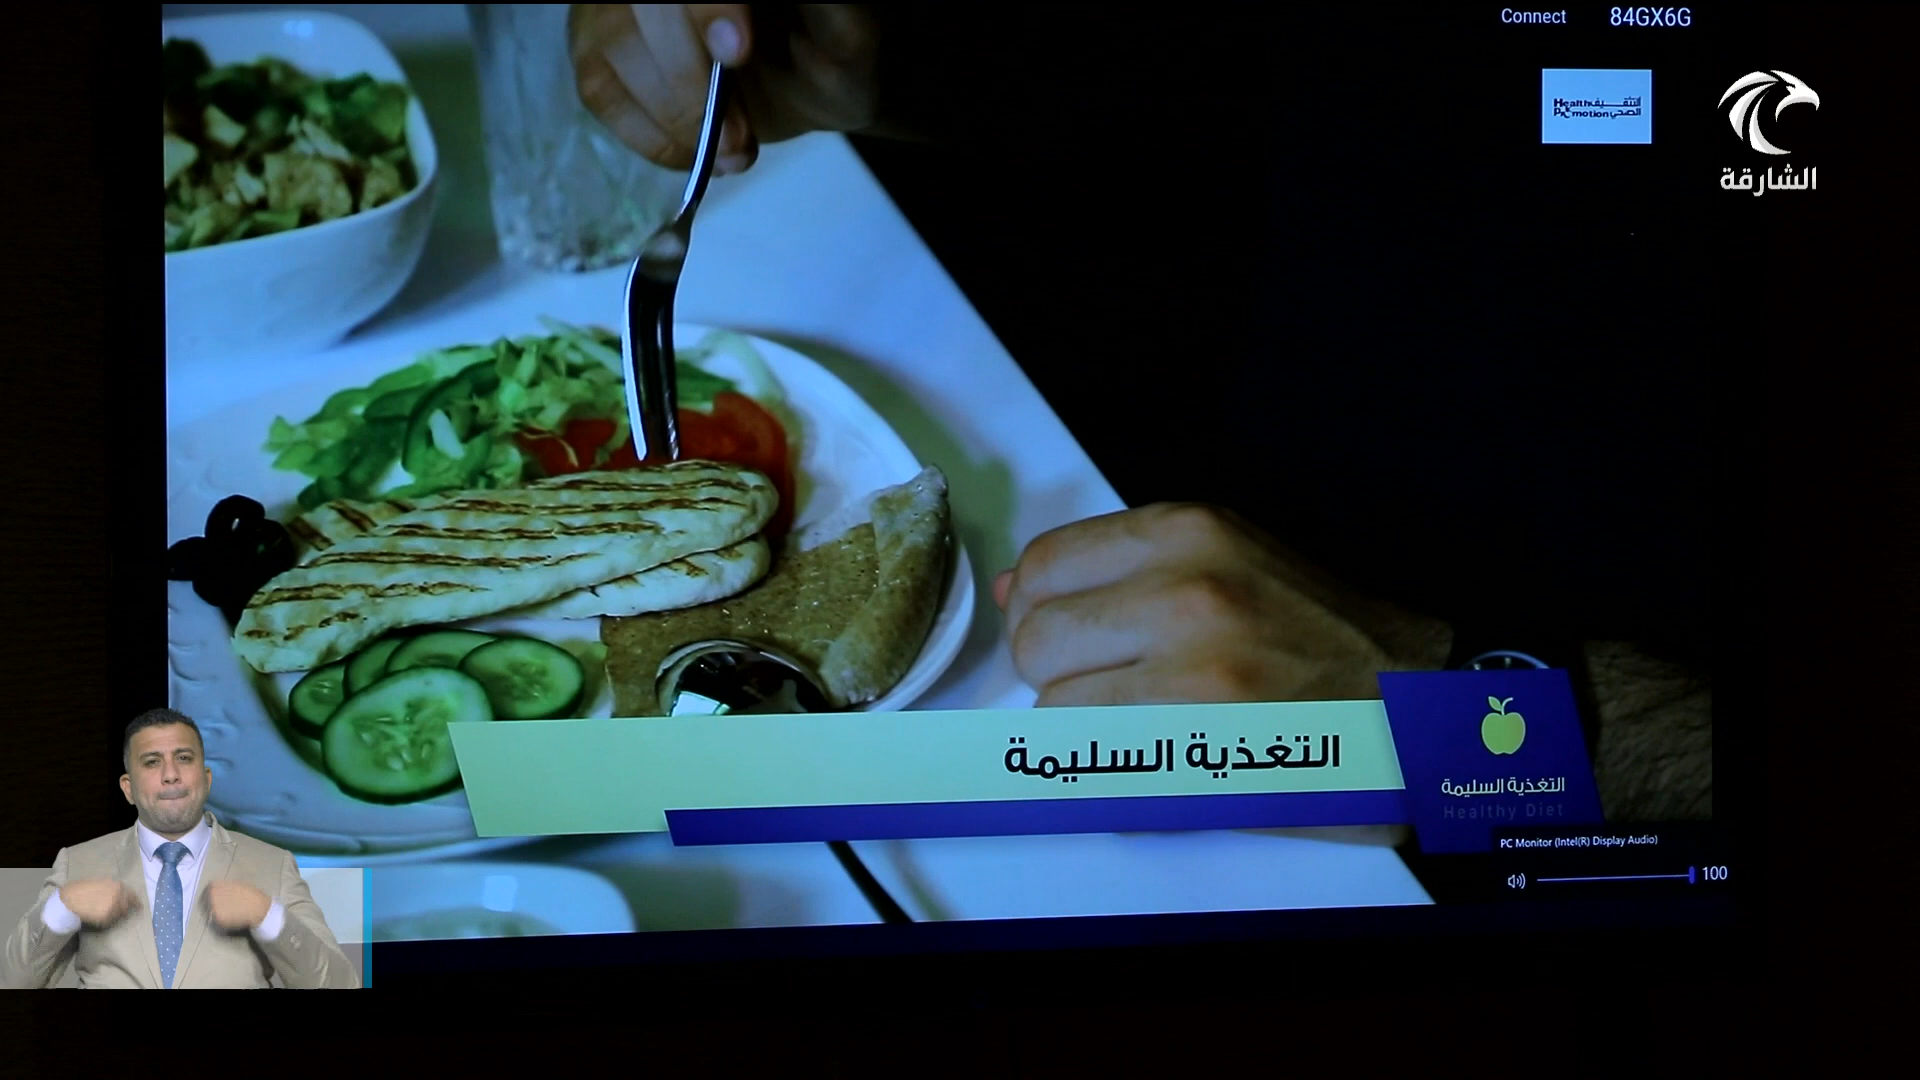 Connect 84GX6G
Health التثقيف
Promotion الصحي
الشارقة
التغذية السليمة
التغذية السليمة
Healthy Diet
PC Monitor (Intel(R) Display Audio)
100